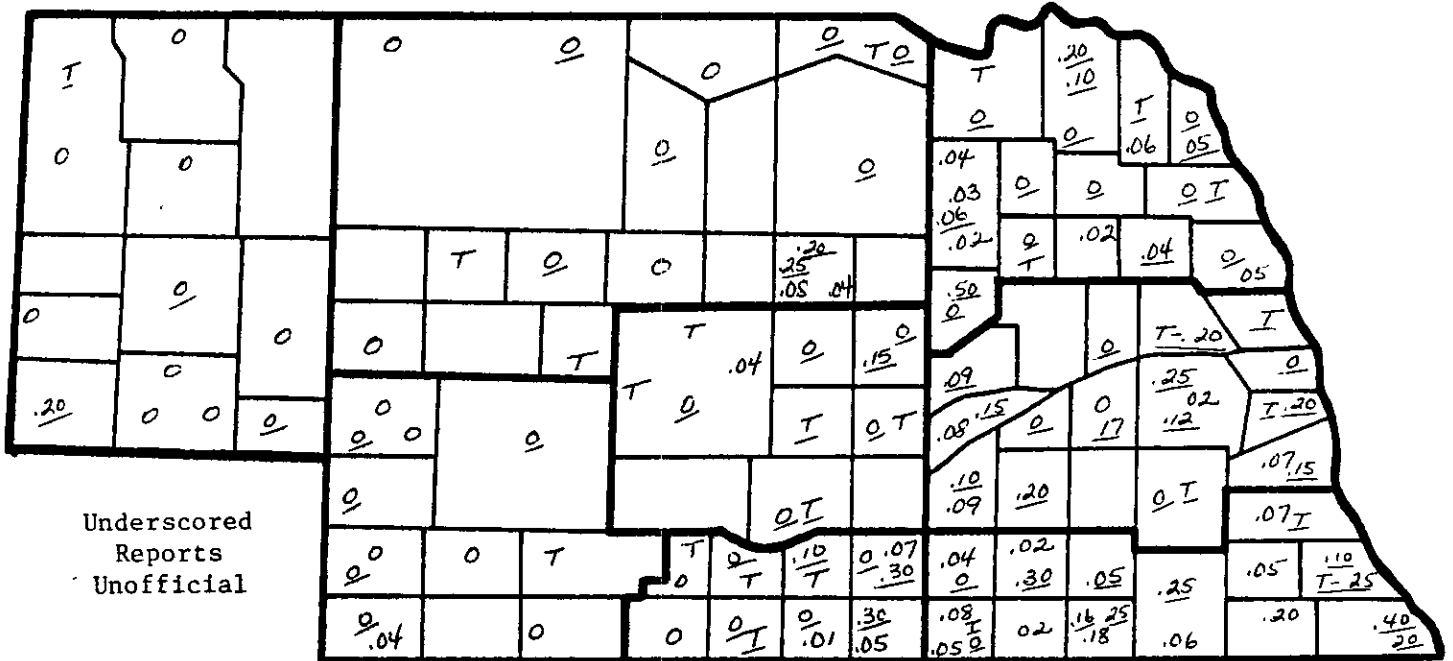 0 0 0 0
T 0 T 0 T .20
.10
T 0
0 0 0 0 0 0 .06 .05
.04
.03 0 0 0 T
.06
.02 0 .02 .04 0
T .05
T 0 0 .20
.25
.05 .04
0 .50
0
0 0 0 T .04 0 0
.15 0 T-.20 T
0 T T .09 0
.20 0 0 0 0 0 0 0 0 T 0 T .08 .15 0 0
.17 .25
.02
.12 T .20
0 0 T .10
.09 .20 0 T .07 .15
Underscored
Reports
Unofficial
.07 T
0 0 0 T T
0 0
T .10
T 0 .07
.30 .04
0 .02
.30 .05 .25 .05 .10
T-.25
0
.04 0 0 0
T 0
.01 .30
.05 .08
T
.05 0 02 .16 25
.18 .06 .20 .40
20